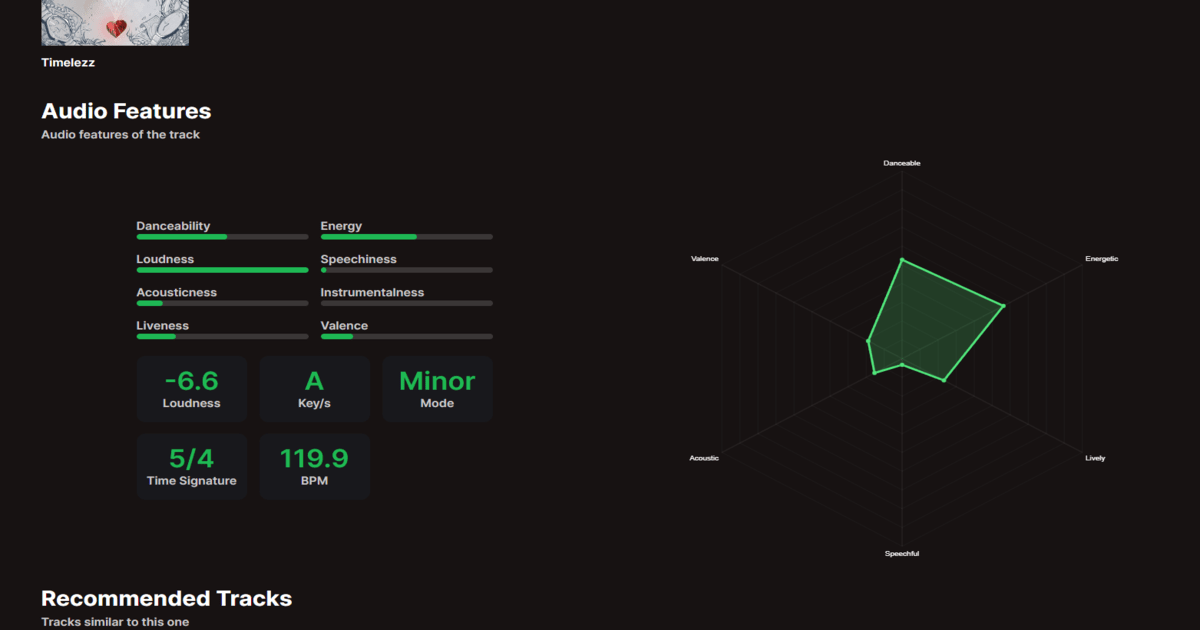 Timelezz
Audio Features
Audio features of the track
Danceability
Energy
Loudness
Speechiness
Acousticness
Instrumentalness
Liveness
Valence
-6.6
Loudness
A
Key/s
Minor
Mode
5/4
Time Signature
119.9
BPM
Danceable
Valence
Energetic
Acoustic
Lively
Speechful
Recommended Tracks
Tracks similar to this one